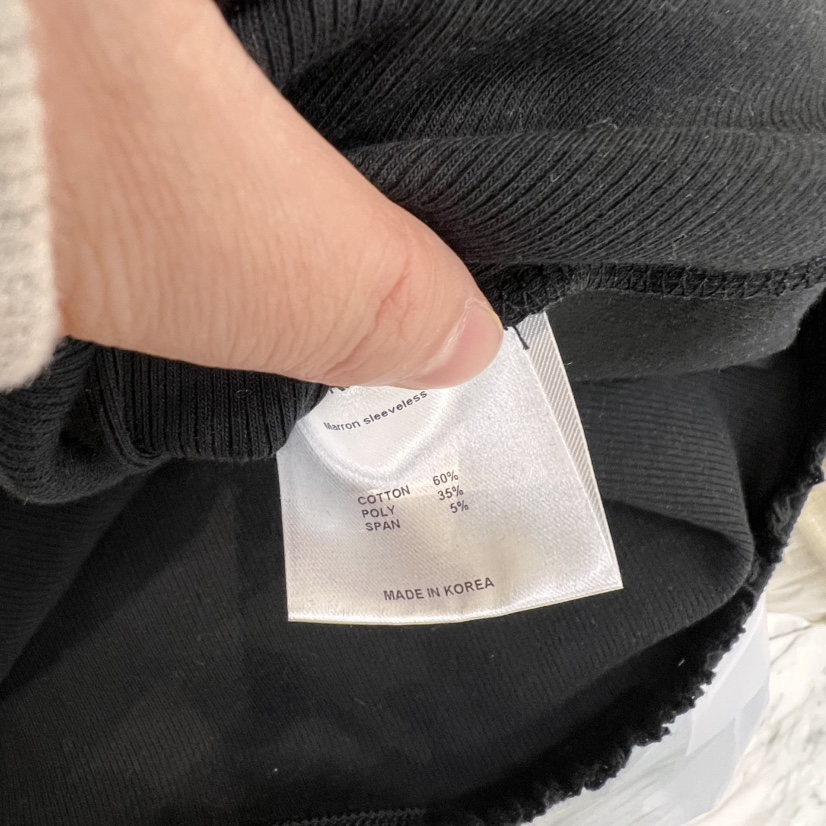 Marron sleeveless
COTTON 60%
POLY 35%
SPAN 5%
MADE IN KOREA